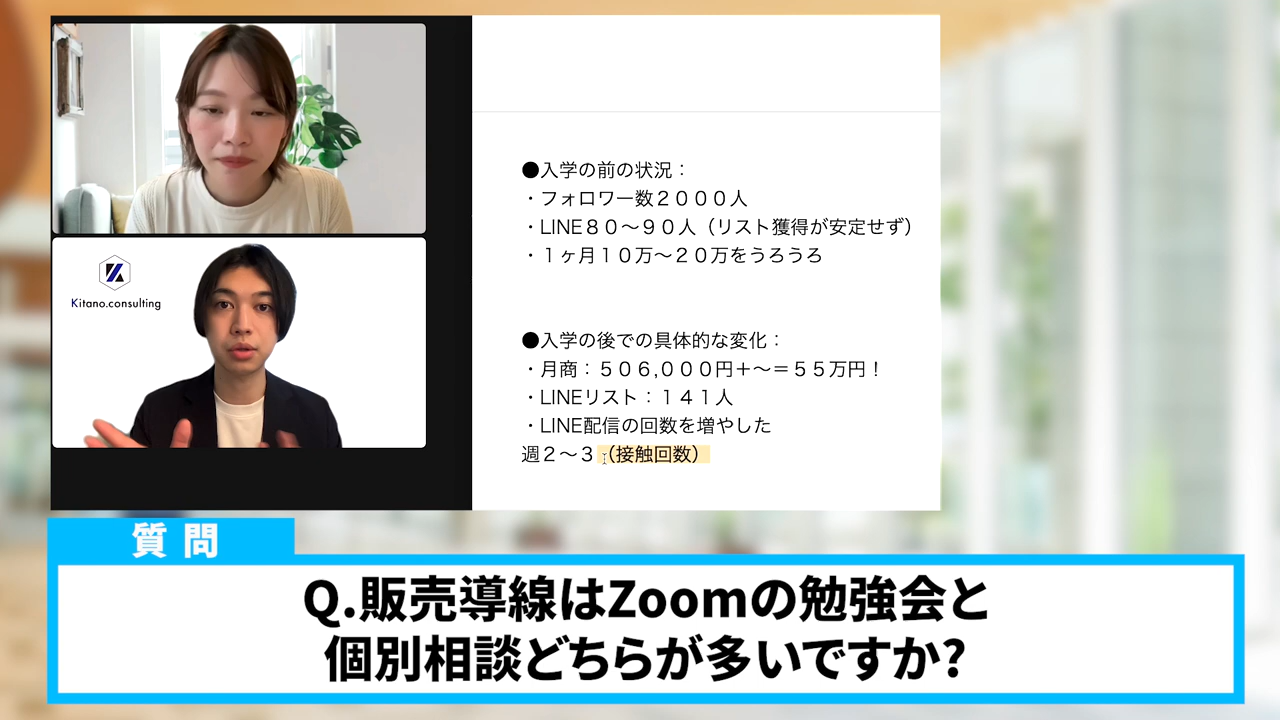 Kitano.consulting
●入学の前の状況：
・フォロワー数２０００人
・LINE８０〜９０人（リスト獲得が安定せず）
・１ヶ月１０万〜２０万をうろうろ
●入学の後での具体的な変化：
・月商：５０６,０００円＋〜＝５５万円！
・LINEリスト：１４１人
・LINE配信の回数を増やした
週２〜３（接触回数）
質問
Q.販売導線はZoomの勉強会と
個別相談どちらが多いですか?